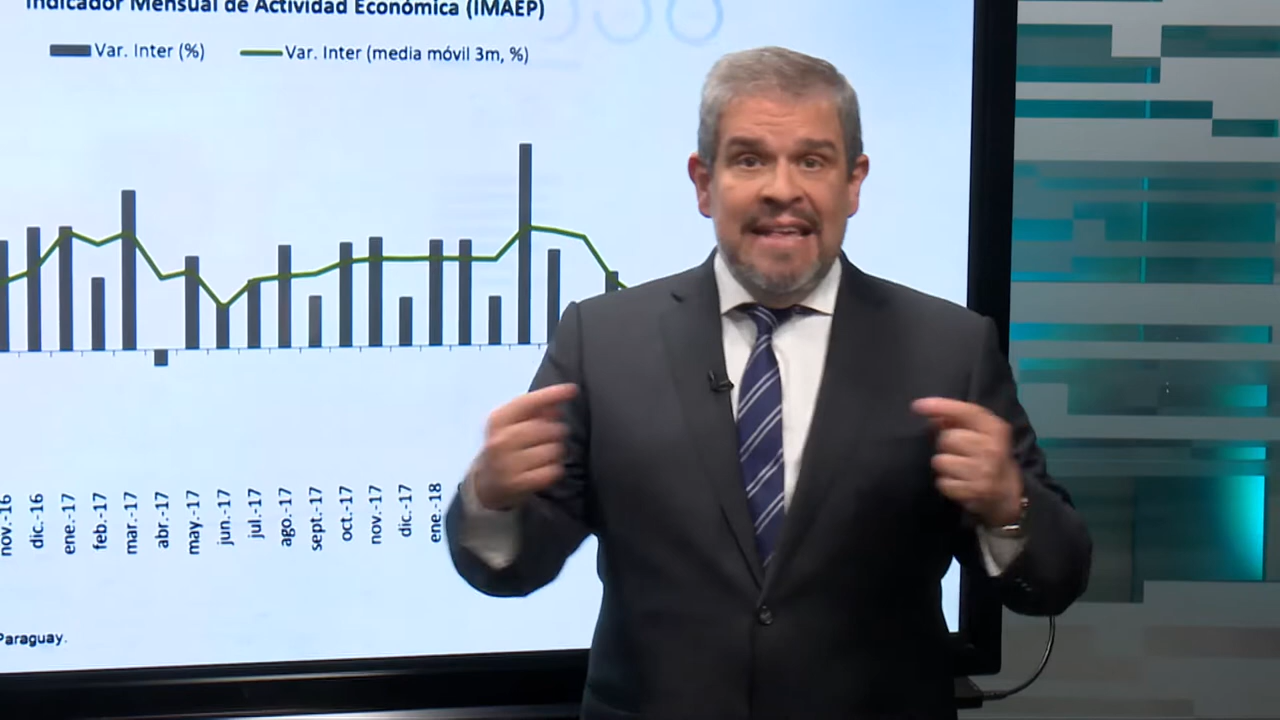 Indicador Mensual de Actividad Económica (IMAEP)
Var. Inter (%)
Var. Inter (media móvil 3m, %)
nov.-16
dic.-16
ene.-17
feb.-17
mar.-17
abr.-17
may.-17
jun.-17
jul.-17
ago.-17
sept.-17
oct.-17
nov.-17
dic.-17
ene.-18
Paraguay.